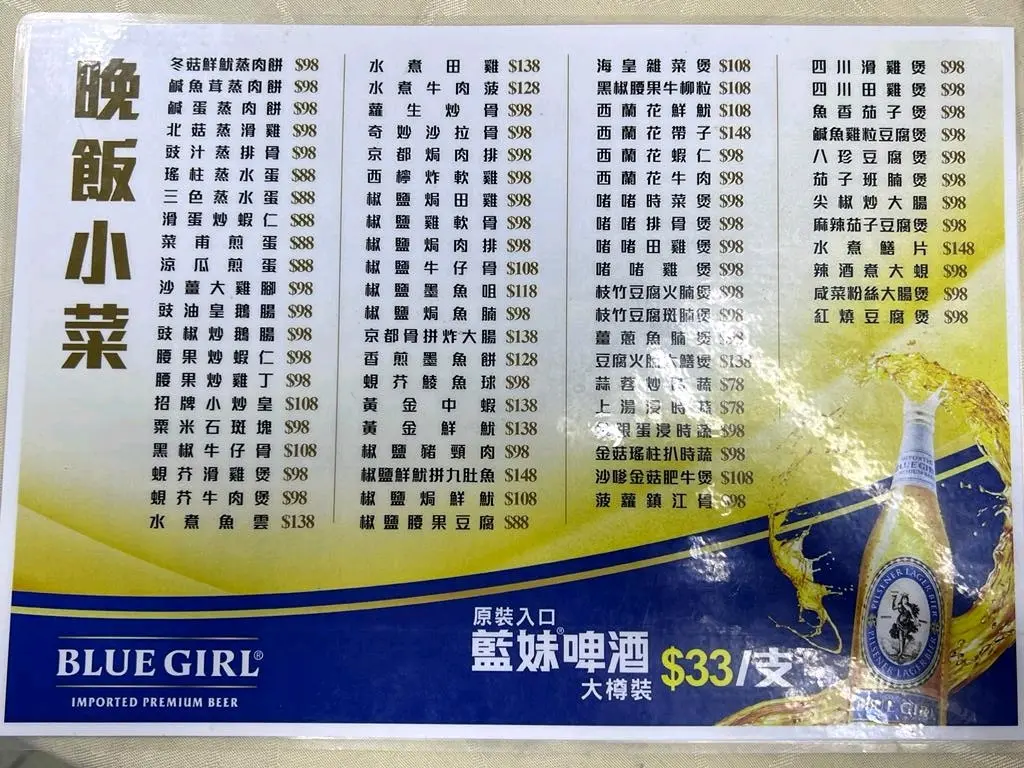 晚飯小菜
冬菇鮮魷蒸肉餅 $98
鹹魚茸蒸肉餅 $98
鹹蛋蒸肉餅 $98
北菇蒸滑雞 $98
豉汁蒸排骨 $98
瑤柱蒸水蛋 $88
三色蒸水蛋 $88
滑蛋炒蝦仁 $88
菜甫煎蛋 $88
涼瓜煎蛋 $88
沙薑大雞腳 $98
豉油皇鵝腸 $98
豉椒炒鵝腸 $98
腰果炒蝦仁 $98
腰果炒雞丁 $98
招牌小炒皇 $108
粟米石斑塊 $98
黑椒牛仔骨 $108
蜆芥滑雞煲 $98
蜆芥牛肉煲 $98
水煮魚雲 $138
水煮田雞 $138
水煮牛肉菠 $128
蘿生炒骨 $98
奇妙沙拉骨 $98
京都焗肉排 $98
西檸炸軟雞 $98
椒鹽焗田雞 $98
椒鹽雞軟骨 $98
椒鹽焗肉排 $98
椒鹽牛仔骨 $108
椒鹽墨魚咀 $118
椒鹽焗魚腩 $98
京都骨拼炸大腸 $138
香煎墨魚餅 $128
蜆芥鯪魚球 $98
黃金中蝦 $138
黃金鮮魷 $138
椒鹽豬頸肉 $98
椒鹽鮮魷拼九肚魚 $148
椒鹽焗鮮魷 $108
椒鹽腰果豆腐 $88
海皇雜菜煲 $108
黑椒腰果牛柳粒 $108
西蘭花鮮魷 $108
西蘭花帶子 $148
西蘭花蝦仁 $98
西蘭花牛肉 $98
啫啫時菜煲 $98
啫啫排骨煲 $98
啫啫田雞煲 $98
啫啫雞煲 $98
枝竹豆腐火腩煲 $98
枝竹豆腐斑腩煲 $98
薑蔥魚腩煲 $98
豆腐火腩大鱔煲 $138
蒜蓉炒時蔬 $78
上湯浸時蔬 $78
銀蛋浸時蔬 $98
金菇瑤柱扒時蔬 $98
沙嗲金菇肥牛煲 $108
菠蘿鎮江骨 $98
四川滑雞煲 $98
四川田雞煲 $98
魚香茄子煲 $98
鹹魚雞粒豆腐煲 $98
八珍豆腐煲 $98
茄子班腩煲 $98
尖椒炒大腸 $98
麻辣茄子豆腐煲 $98
水煮鱔片 $148
辣酒煮大蜆 $98
咸菜粉絲大腸煲 $98
紅燒豆腐煲 $98
BLUE GIRL®
IMPORTED PREMIUM BEER
原裝入口
藍妹®啤酒
大樽裝
$33/支
BLUE GIRL
PILSENER LAGERBIER